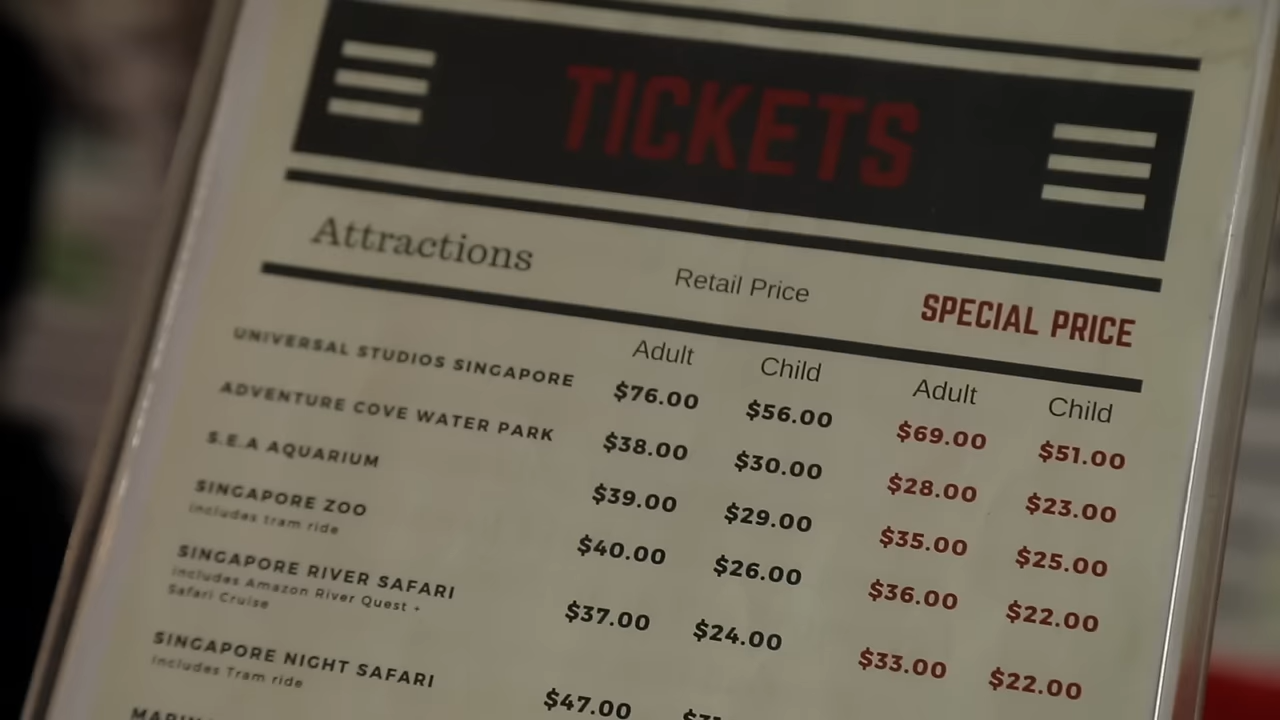 TICKETS
Attractions Retail Price SPECIAL PRICE
Adult Child Adult Child
UNIVERSAL STUDIOS SINGAPORE $76.00 $56.00 $69.00 $51.00
ADVENTURE COVE WATER PARK $38.00 $30.00 $28.00 $23.00
S.E.A AQUARIUM $39.00 $29.00 $35.00 $25.00
SINGAPORE ZOO $40.00 $26.00 $36.00 $22.00
includes tram ride
SINGAPORE RIVER SAFARI $37.00 $24.00 $33.00 $22.00
includes Amazon River Quest +
Safari Cruise
SINGAPORE NIGHT SAFARI $47.00
includes Tram ride